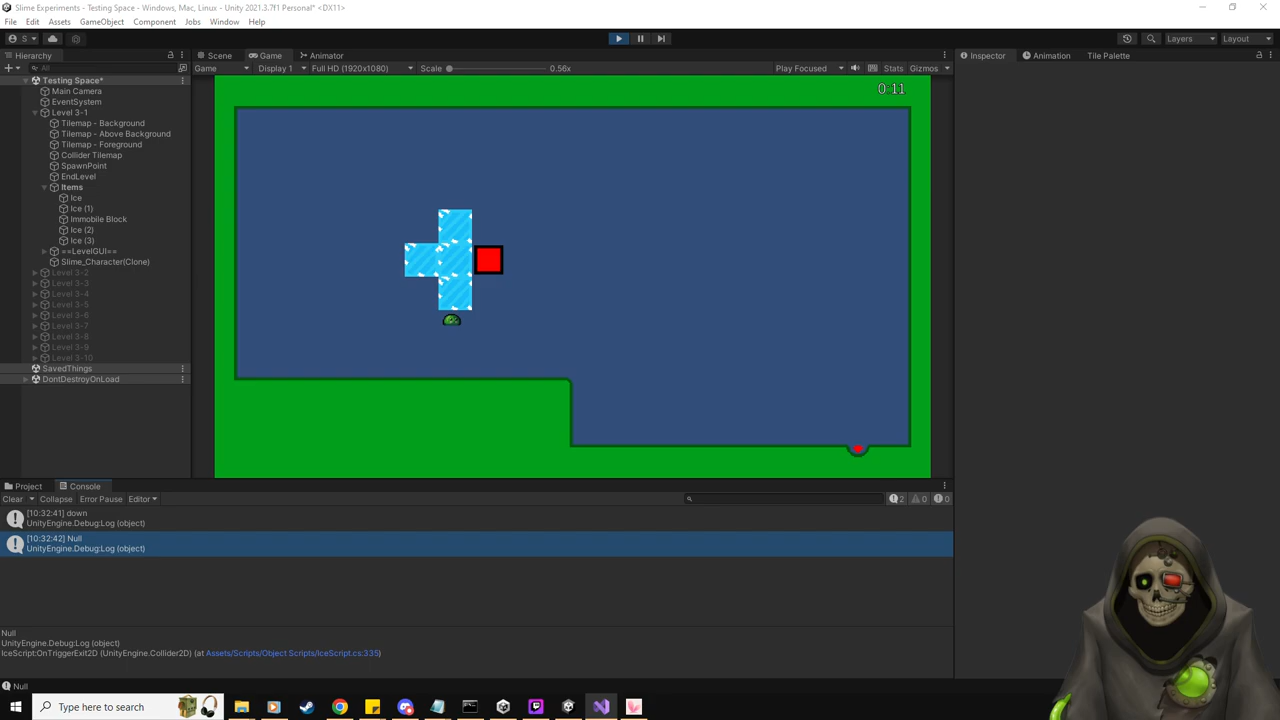 Slime Experiments - Testing Space - Windows, Mac, Linux - Unity 2021.3.7f1 Personal* <DX11>
File Edit Assets GameObject Component Jobs Window Help
S Layers Layout
Hierarchy Scene Game Animator Inspector Animation Tile Palette
All Game Display 1 Full HD (1920x1080) Scale 0.56x Play Focused Stats Gizmos
Testing Space*
Main Camera
EventSystem
Level 3-1
Tilemap - Background
Tilemap - Above Background
Tilemap - Foreground
Collider Tilemap
SpawnPoint
EndLevel
Items
Ice
Ice (1)
Immobile Block
Ice (2)
Ice (3)
==LevelGUI==
Slime_Character(Clone)
Level 3-2
Level 3-3
Level 3-4
Level 3-5
Level 3-6
Level 3-7
Level 3-8
Level 3-9
Level 3-10
SavedThings
DontDestroyOnLoad
0:11
Project Console
Clear Collapse Error Pause Editor 2 0 0
[10:32:41] down
UnityEngine.Debug:Log (object)
[10:32:42] Null
UnityEngine.Debug:Log (object)
Null
UnityEngine.Debug:Log (object)
IceScript:OnTriggerExit2D (UnityEngine.Collider2D) (at Assets/Scripts/Object Scripts/IceScript.cs:335)
Null
Type here to search